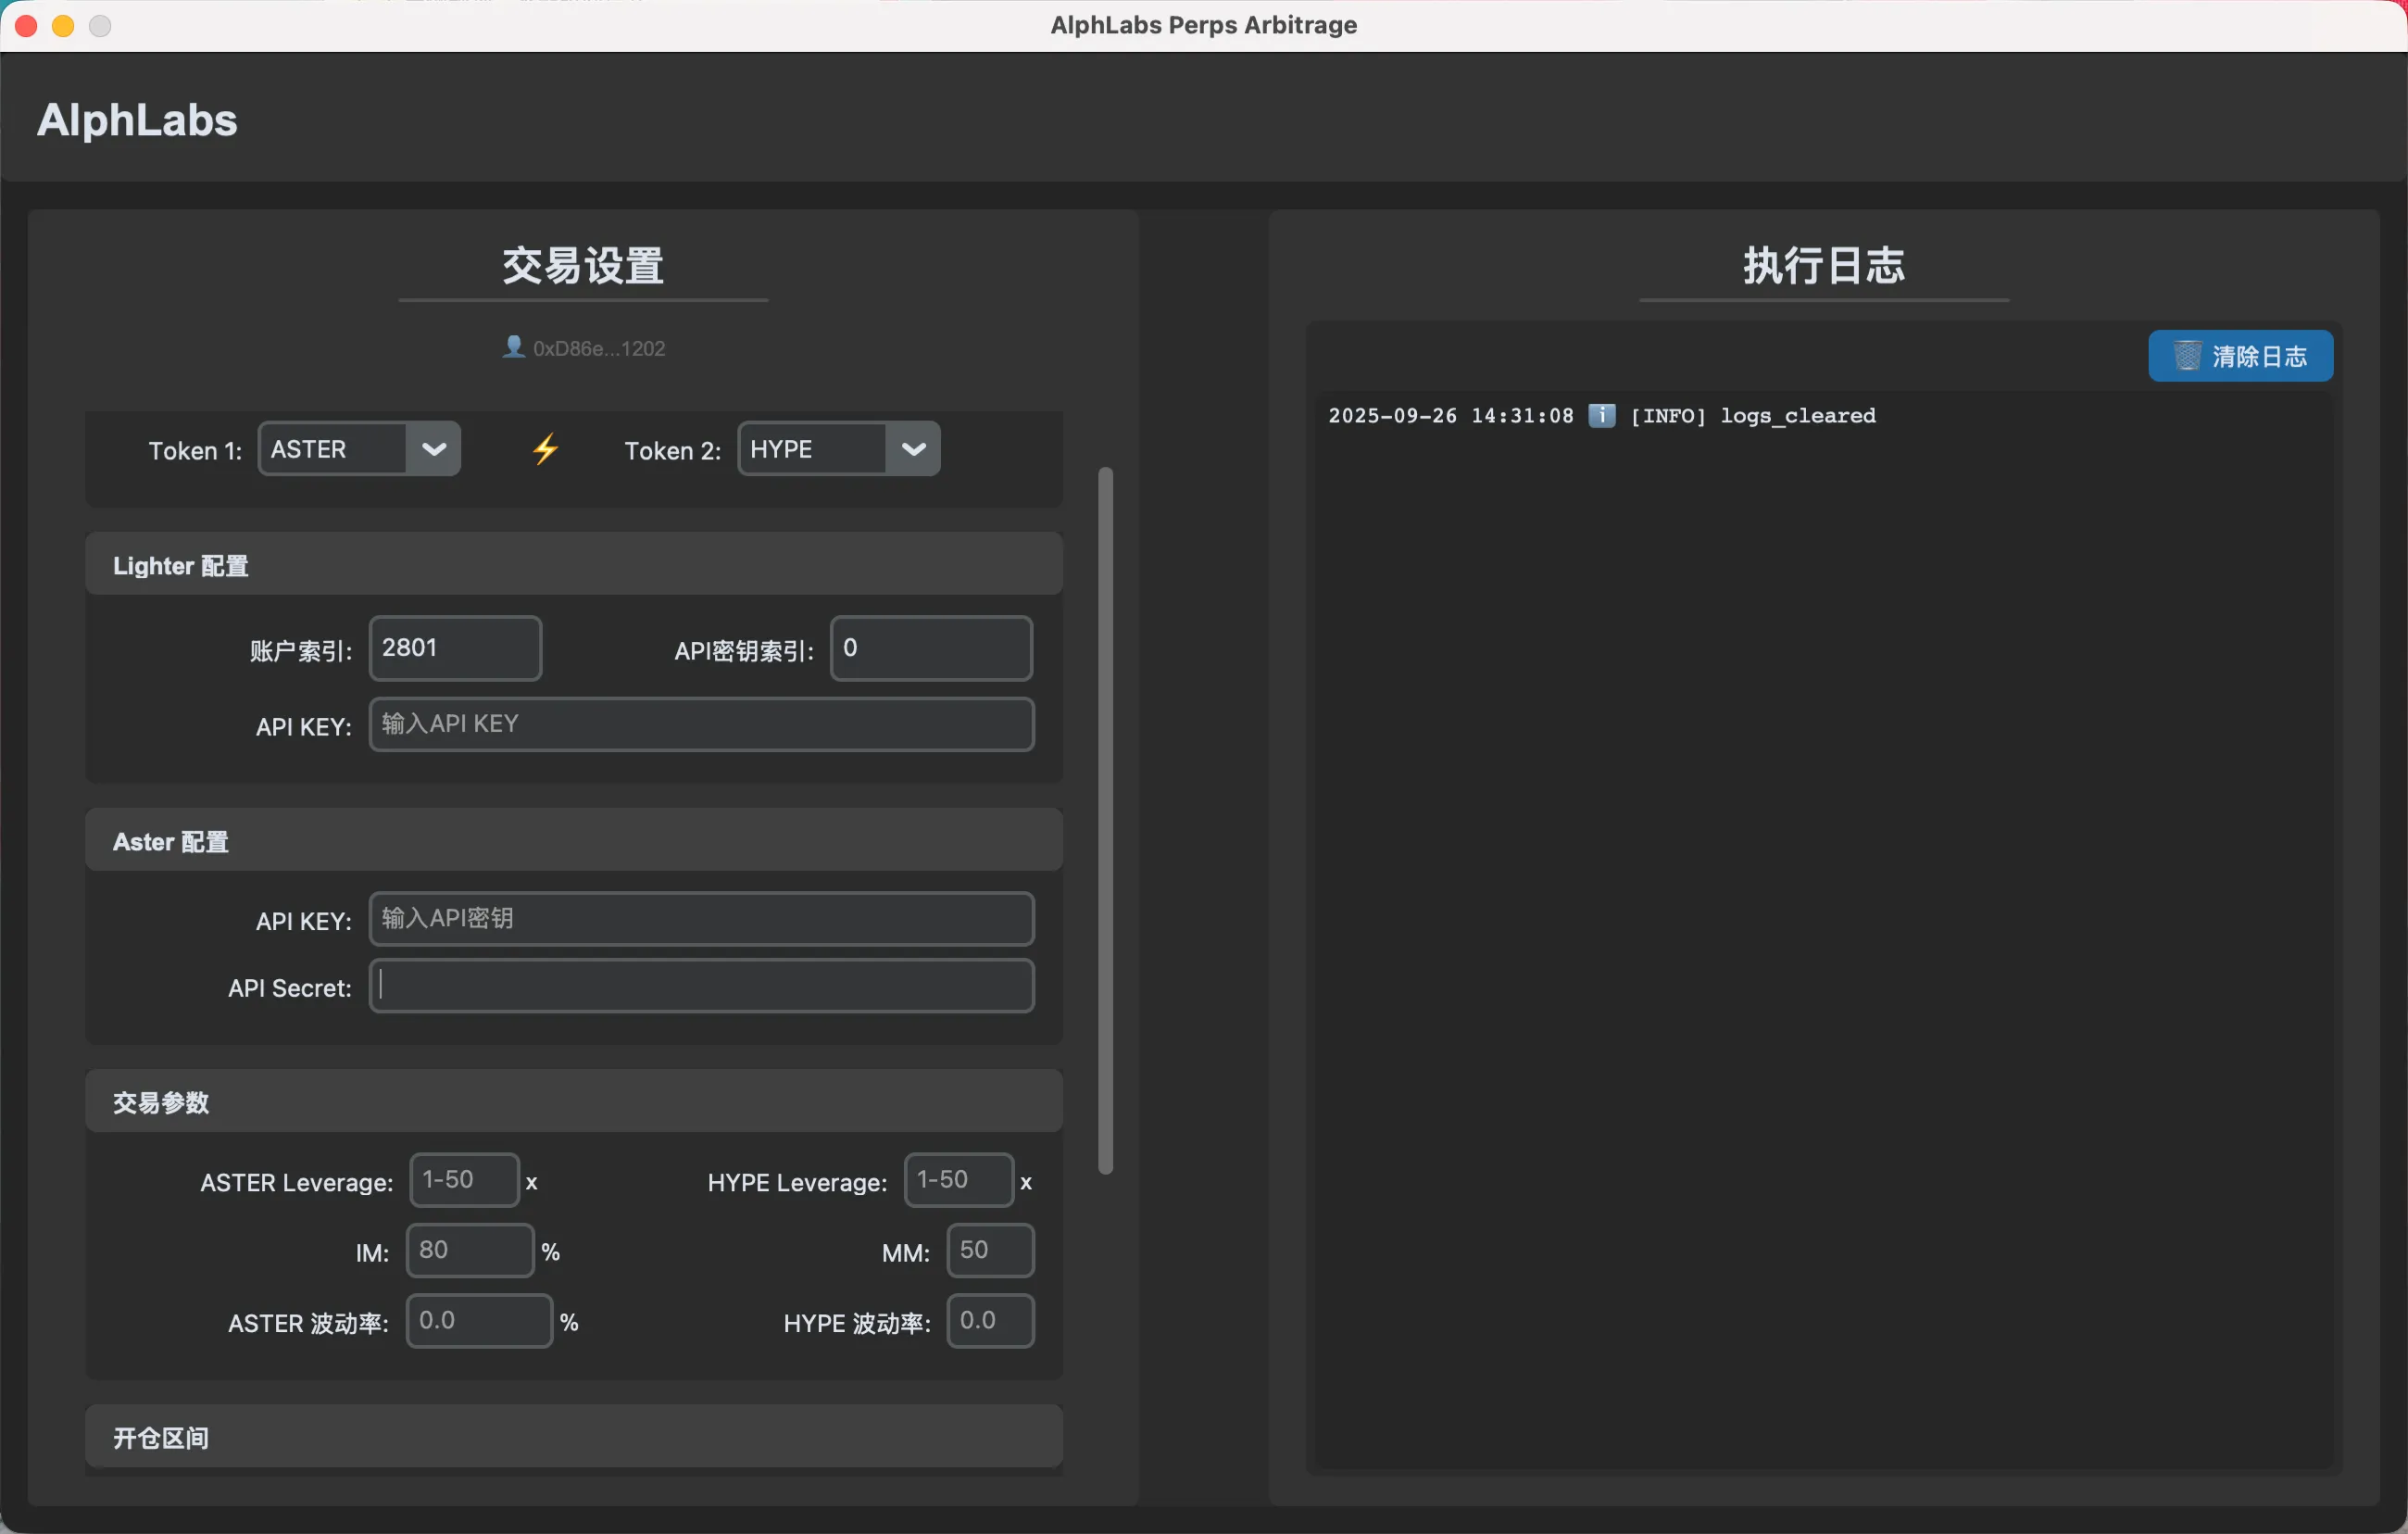 AlphLabs Perps Arbitrage
AlphLabs
交易设置
0xD86e...1202
Token 1: ASTER Token 2: HYPE
Lighter 配置
账户索引: 2801 API密钥索引: 0
API KEY: 输入API KEY
Aster 配置
API KEY: 输入API密钥
API Secret:
交易参数
ASTER Leverage: 1-50 x HYPE Leverage: 1-50 x
IM: 80 % MM: 50
ASTER 波动率: 0.0 % HYPE 波动率: 0.0
开仓区间
执行日志
清除日志
2025-09-26 14:31:08 ℹ️ [INFO] logs_cleared